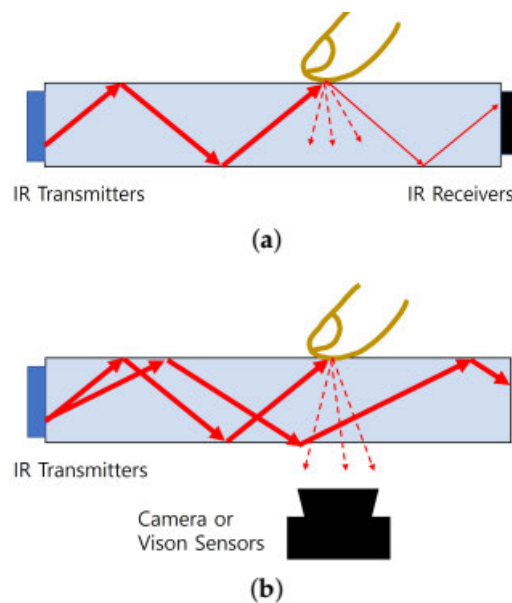 IR Transmitters
IR Receivers
(a)
IR Transmitters
Camera or
Vison Sensors
(b)